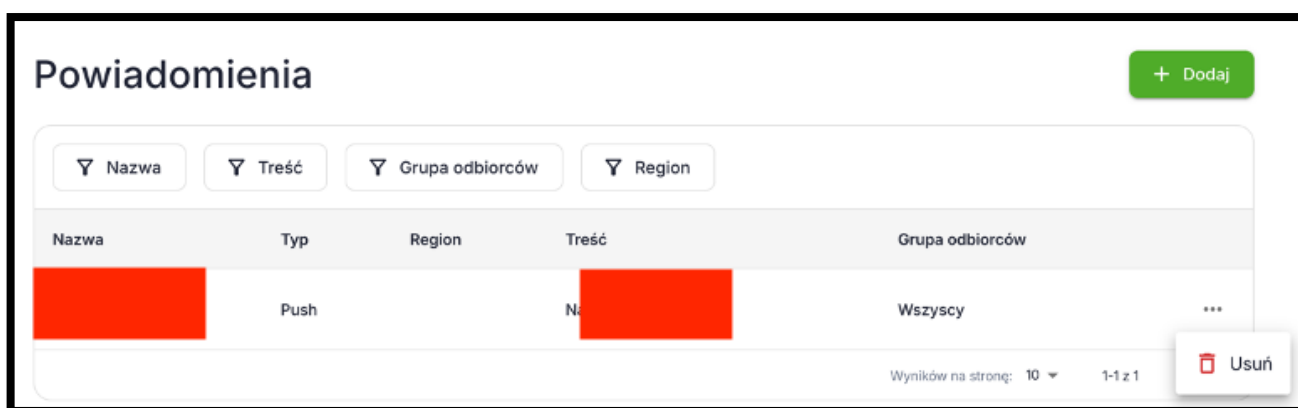 Powiadomienia
+ Dodaj
Nazwa Treść Grupa odbiorców Region
Nazwa Typ Region Treść Grupa odbiorców
Push Wszyscy ...
Usuń
Wyników na stronę: 10 1-1 z 1